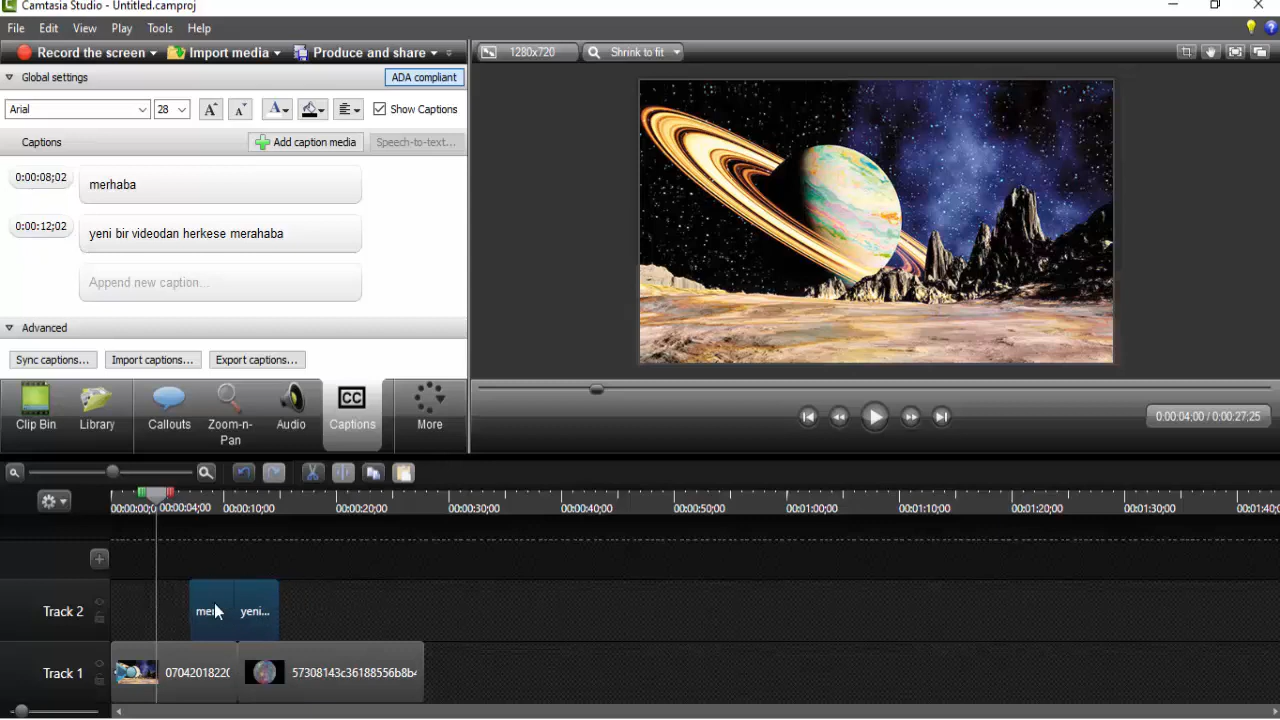 Camtasia Studio - Untitled.camproj
File Edit View Play Tools Help
Record the screen Import media Produce and share 1280x720 Shrink to fit
Global settings ADA compliant
Arial 28 A A A Show Captions
Captions Add caption media Speech-to-text...
0:00:08;02 merhaba
0:00:12;02 yeni bir videodan herkese merahaba
Append new caption...
Advanced
Sync captions... Import captions... Export captions...
CC
Clip Bin Library Callouts Zoom-n-Pan Audio Captions More
0:00:04;00 / 0:00:27;25
00:00:00;0 00:00:04;00 00:00:10;00 00:00:20;00 00:00:30;00 00:00:40;00 00:00:50;00 00:01:00;00 00:01:10;00 00:01:20;00 00:01:30;00 00:01:40;
Track 2 yeni...
Track 1 0704201822 57308143c36188556b8b4